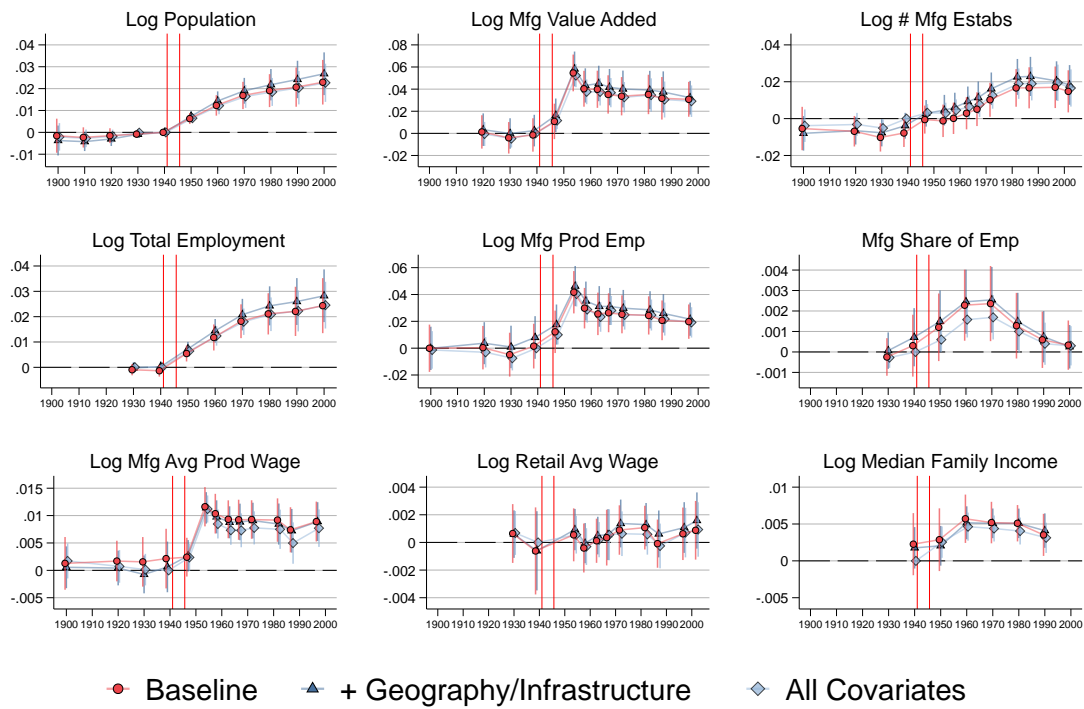 Log Population
.04
.03
.02
.01
0
-.01
1900 1910 1920 1930 1940 1950 1960 1970 1980 1990 2000
Log Mfg Value Added
.08
.06
.04
.02
0
-.02
1900 1910 1920 1930 1940 1950 1960 1970 1980 1990 2000
Log # Mfg Estabs
.04
.02
0
-.02
1900 1910 1920 1930 1940 1950 1960 1970 1980 1990 2000
Log Total Employment
.04
.03
.02
.01
0
1900 1910 1920 1930 1940 1950 1960 1970 1980 1990 2000
Log Mfg Prod Emp
.06
.04
.02
0
-.02
1900 1910 1920 1930 1940 1950 1960 1970 1980 1990 2000
Mfg Share of Emp
.004
.003
.002
.001
0
-.001
1900 1910 1920 1930 1940 1950 1960 1970 1980 1990 2000
Log Mfg Avg Prod Wage
.015
.01
.005
0
-.005
1900 1910 1920 1930 1940 1950 1960 1970 1980 1990 2000
Log Retail Avg Wage
.004
.002
0
-.002
-.004
1900 1910 1920 1930 1940 1950 1960 1970 1980 1990 2000
Log Median Family Income
.01
.005
0
-.005
1900 1910 1920 1930 1940 1950 1960 1970 1980 1990 2000
Baseline + Geography/Infrastructure All Covariates